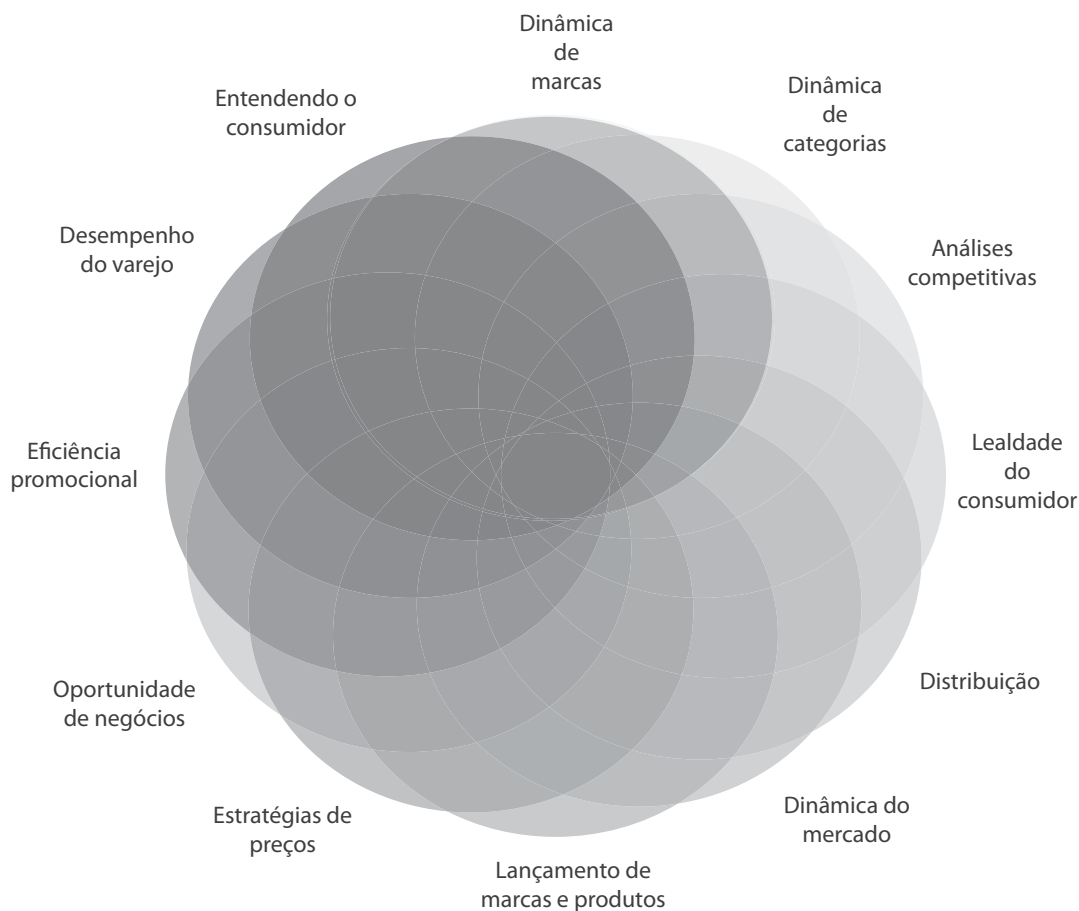 Dinâmica
de
marcas
Dinâmica
de
categorias
Análises
competitivas
Lealdade
do
consumidor
Distribuição
Dinâmica do
mercado
Lançamento de
marcas e produtos
Estratégias de
preços
Oportunidade
de negócios
Eficiência
promocional
Desempenho
do varejo
Entendendo o
consumidor